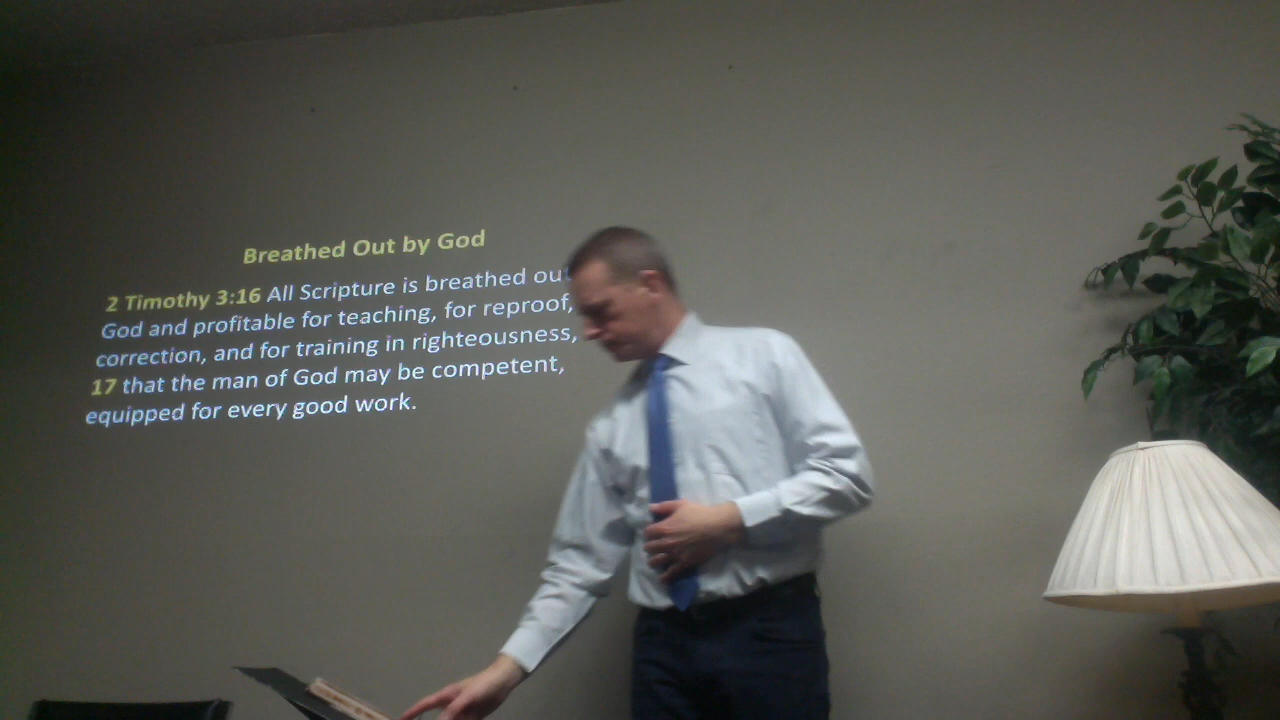 Breathed Out by God
2 Timothy 3:16 All Scripture is breathed out
God and profitable for teaching, for reproof,
correction, and for training in righteousness,
17 that the man of God may be competent,
equipped for every good work.